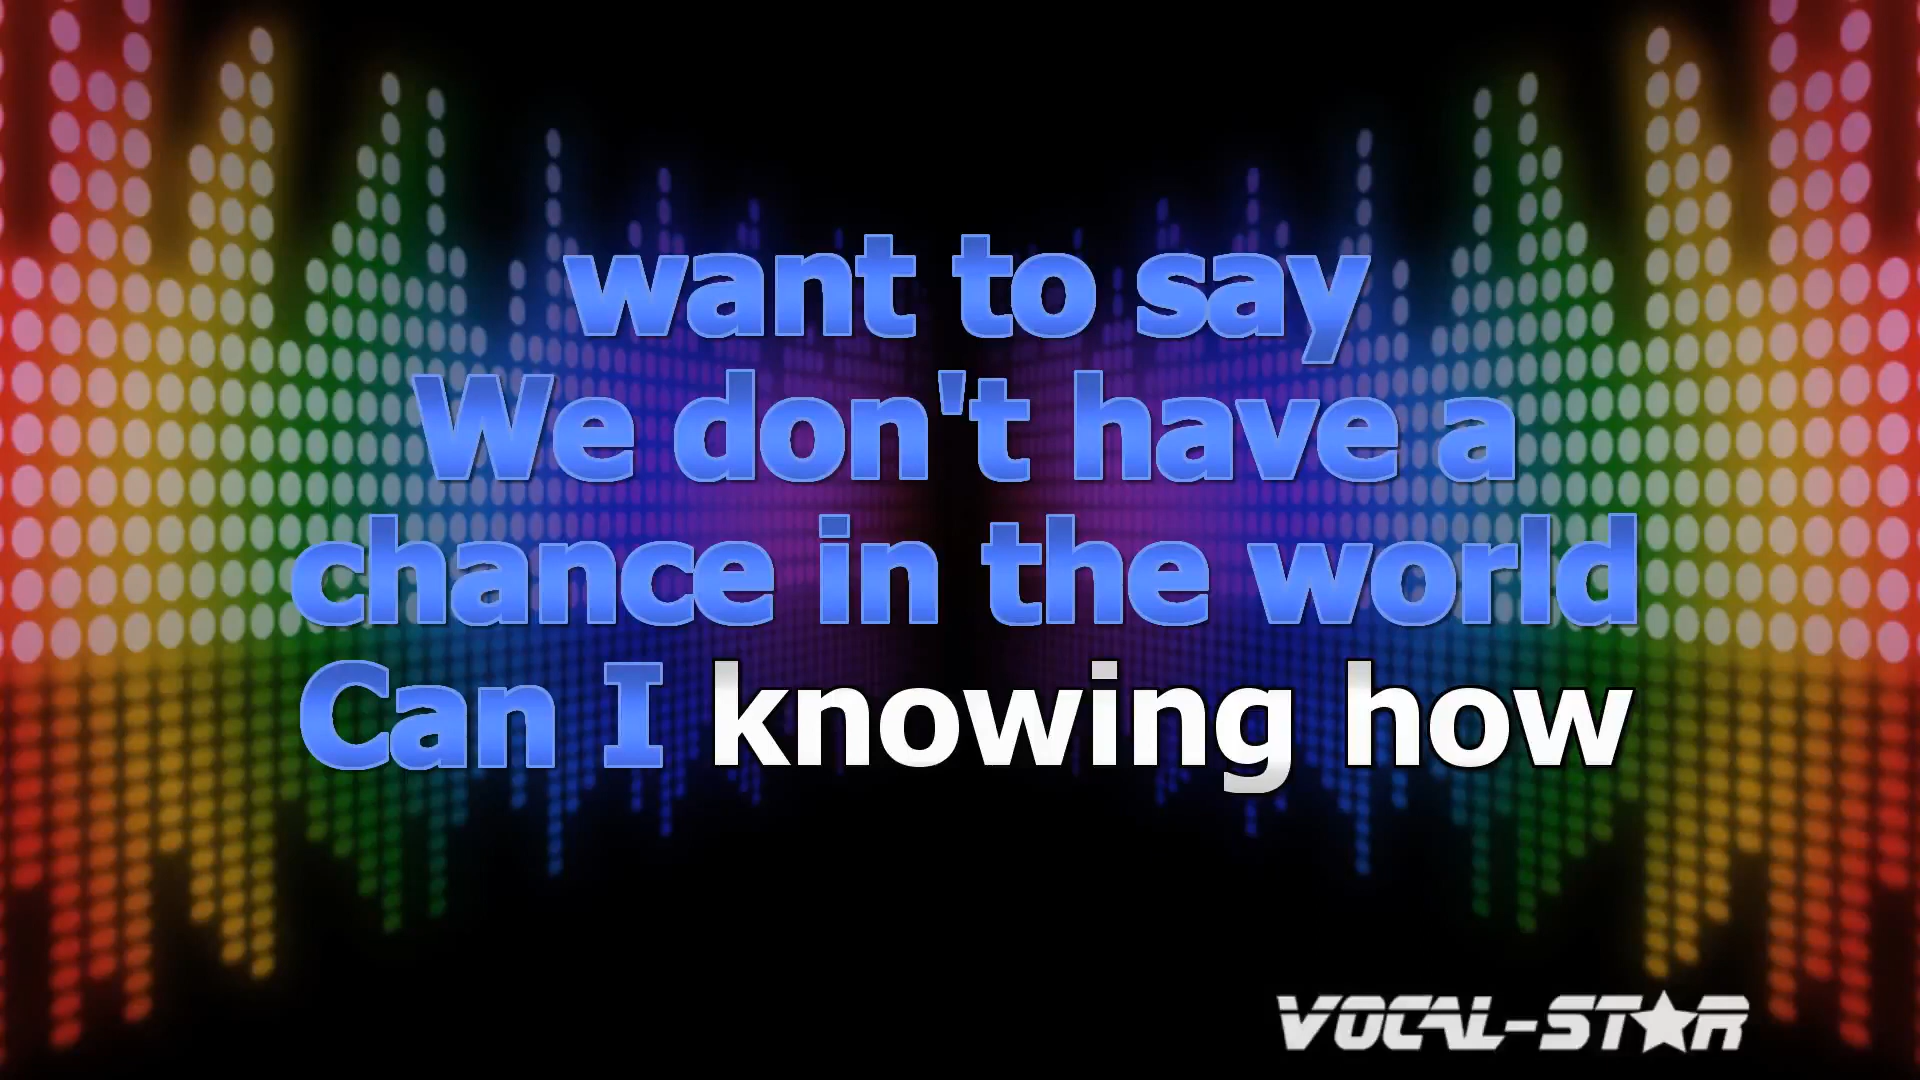 want to say
We don't have a
chance in the world
Can I knowing how
VOCAL-STAR